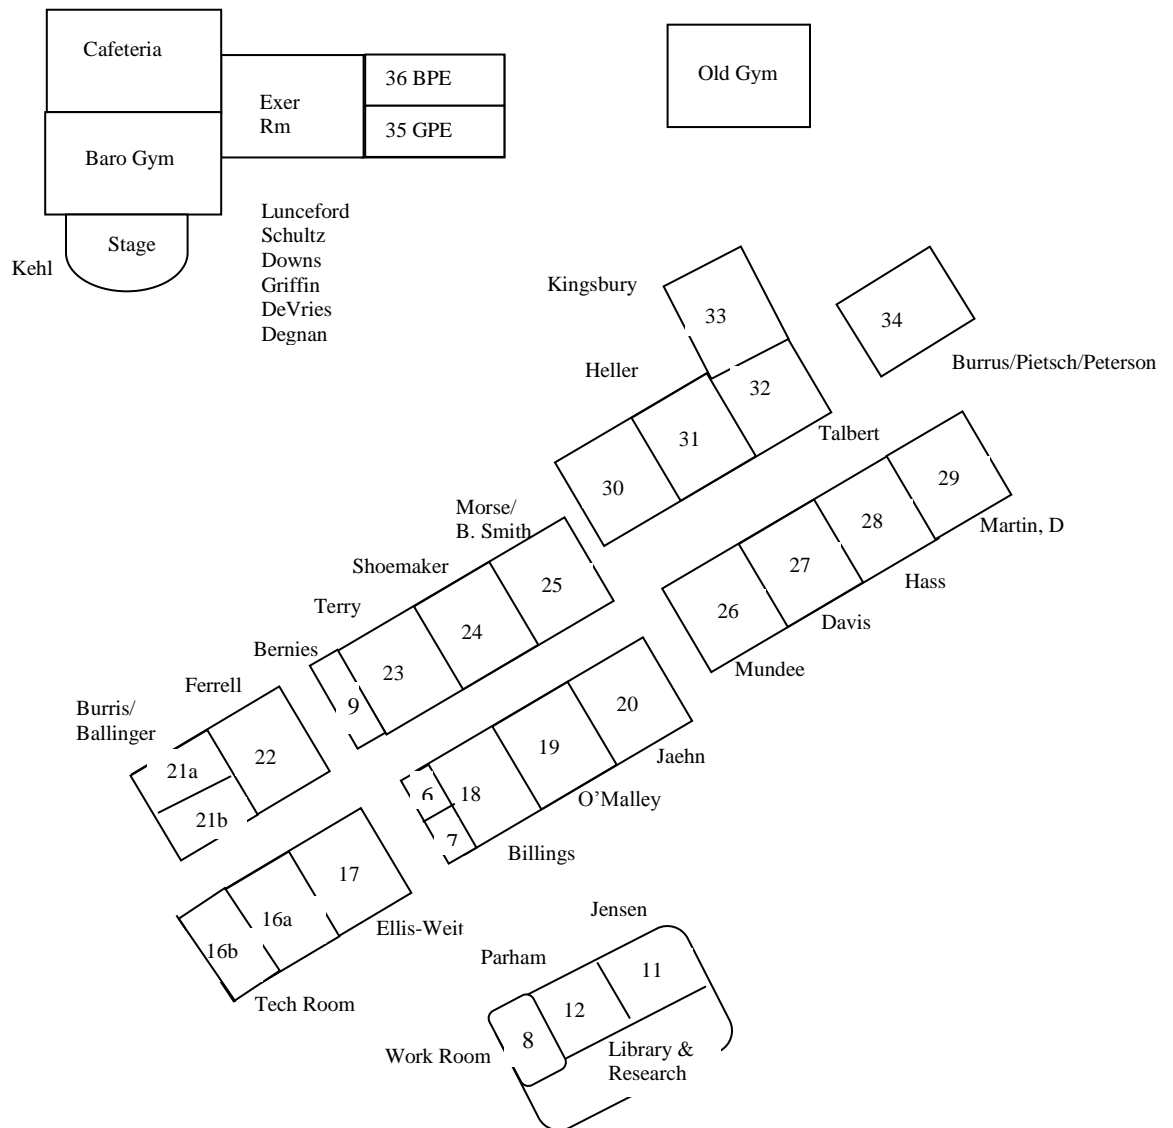 Cafeteria
36 BPE
Old Gym
Exer
Rm
35 GPE
Baro Gym
Lunceford
Schultz
Downs
Griffin
DeVries
Degnan
Stage
Kehl
Kingsbury
33
34
Burrus/Pietsch/Peterson
Heller
32
31
Talbert
30
29
Martin, D
28
Hass
27
Davis
26
Mundee
Morse/
B. Smith
Shoemaker
25
Terry
24
Bernies
23
9
Ferrell
Burris/
Ballinger
22
21a
21b
20
Jaehn
19
O'Malley
18
6
7
Billings
17
16a
16b
Ellis-Weit
Tech Room
Jensen
Parham
11
12
8
Work Room
Library &
Research